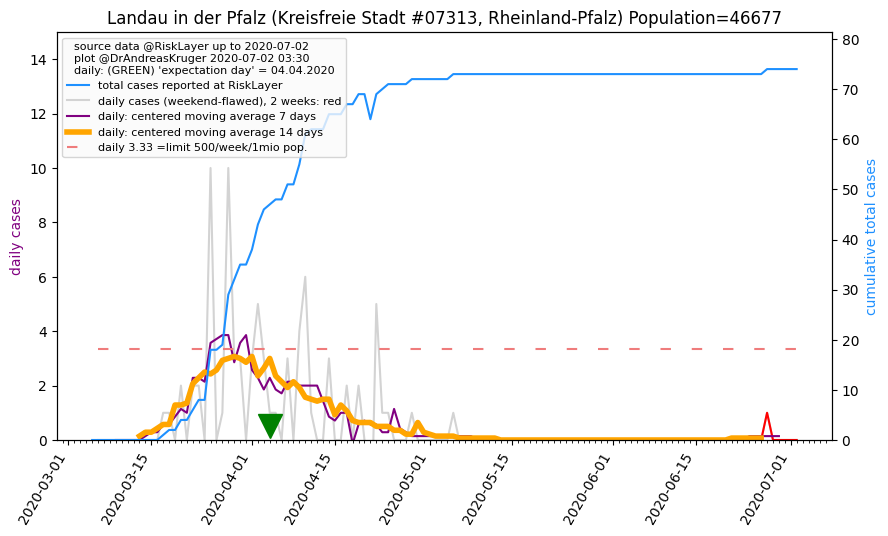 Landau in der Pfalz (Kreisfreie Stadt #07313, Rheinland-Pfalz) Population=46677
source data @RiskLayer up to 2020-07-02
plot @DrAndreasKruger 2020-07-02 03:30
daily: (GREEN) 'expectation day' = 04.04.2020
total cases reported at RiskLayer
daily cases (weekend-flawed), 2 weeks: red
daily: centered moving average 7 days
daily: centered moving average 14 days
daily 3.33 =limit 500/week/1mio pop.
daily cases
14
12
10
8
6
4
2
0
cumulative total cases
80
70
60
50
40
30
20
10
0
2020-03-01
2020-03-15
2020-04-01
2020-04-15
2020-05-01
2020-05-15
2020-06-01
2020-06-15
2020-07-01